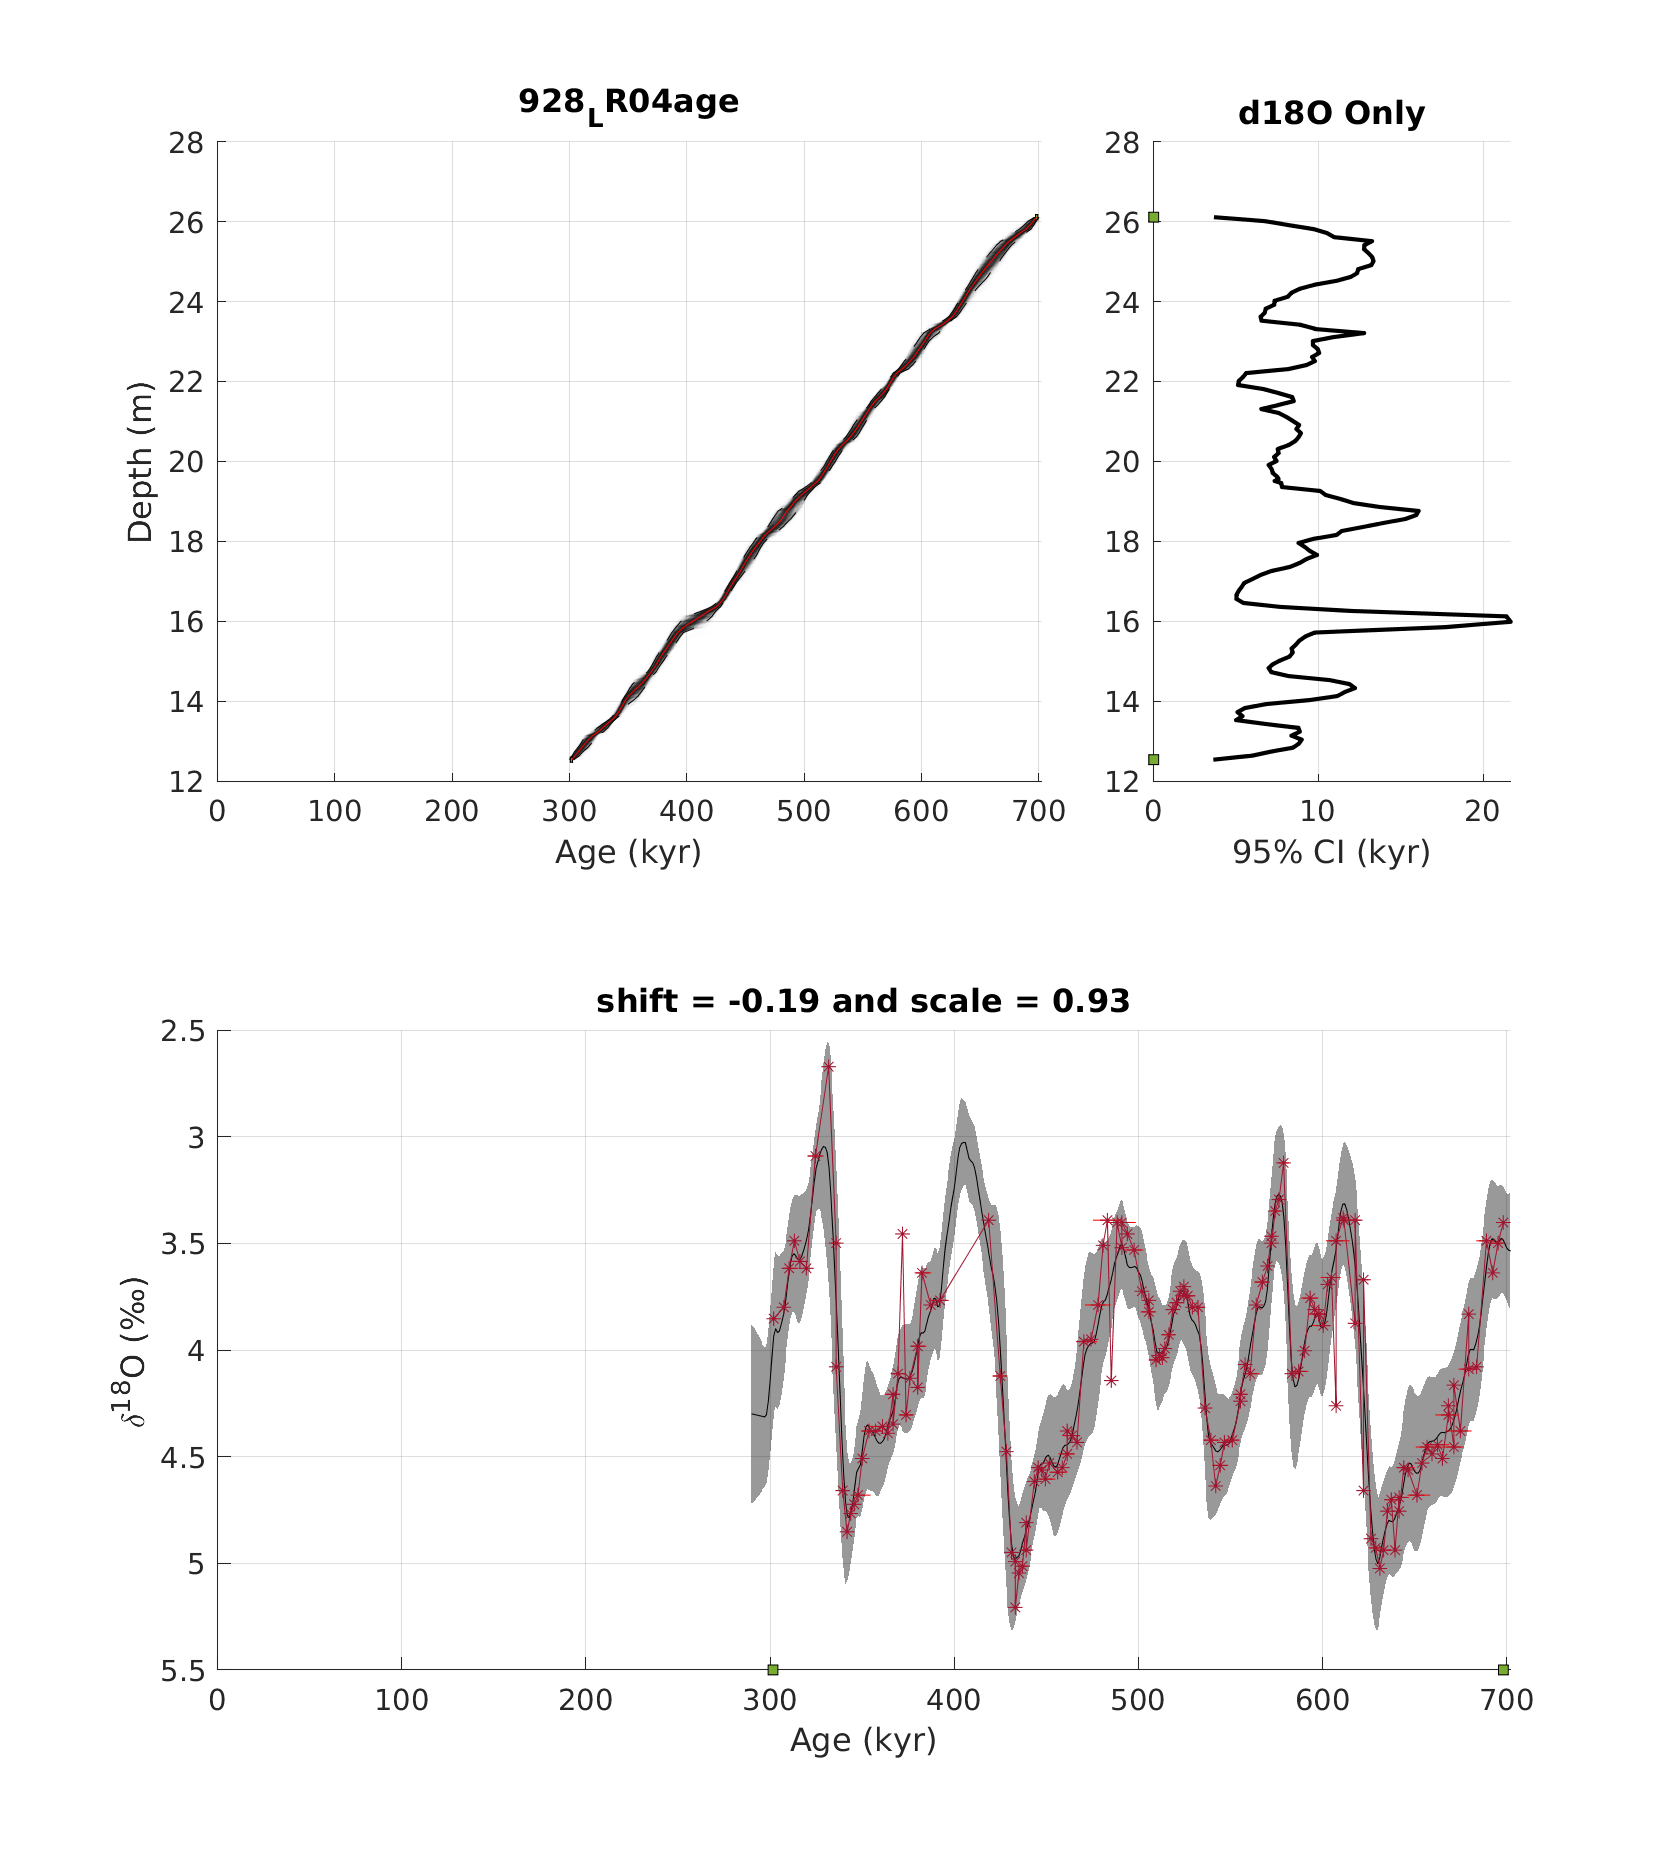 928LR04age
28
26
24
22
20
18
16
14
12
Depth (m)
0 100 200 300 400 500 600 700
Age (kyr)
d18O Only
28
26
24
22
20
18
16
14
12
0 10 20
95% CI (kyr)
shift = -0.19 and scale = 0.93
2.5
3
3.5
4
4.5
5
5.5
δ18O (‰)
0 100 200 300 400 500 600 700
Age (kyr)